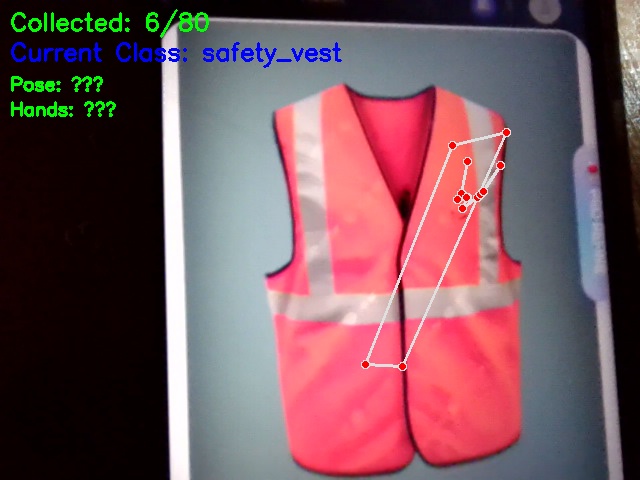 Collected: 6/80
Current Class: safety_vest
Pose: ???
Hands: ???